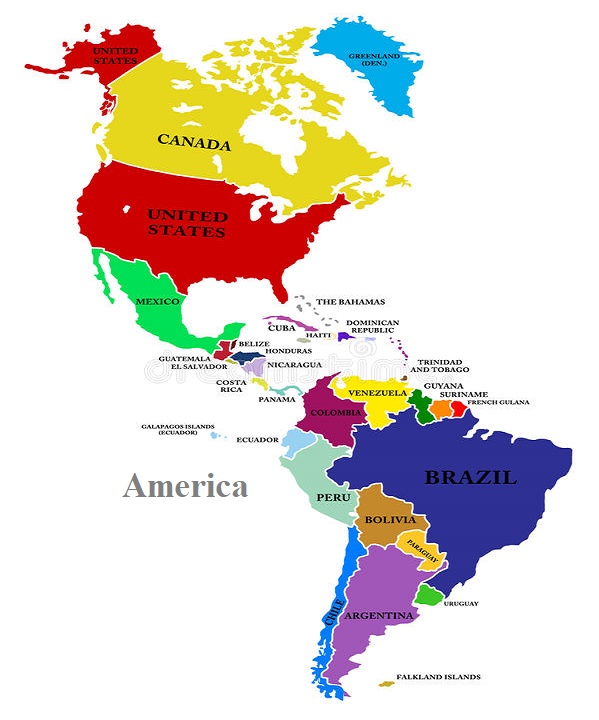 UNITED
STATES
GREENLAND
(DEN.)
CANADA
UNITED
STATES
MEXICO
THE BAHAMAS
CUBA
HAITI
DOMINICAN
REPUBLIC
BELIZE
GUATEMALA
HONDURAS
EL SALVADOR
NICARAGUA
COSTA
RICA
PANAMA
TRINIDAD
AND TOBAGO
VENEZUELA
GUYANA
SURINAME
FRENCH GULANA
COLOMBIA
GALAPAGOS ISLANDS
(ECUADOR)
ECUADOR
BRAZIL
America
PERU
BOLIVIA
PARAGUAY
CHILE
ARGENTINA
URUGUAY
FALKLAND ISLANDS